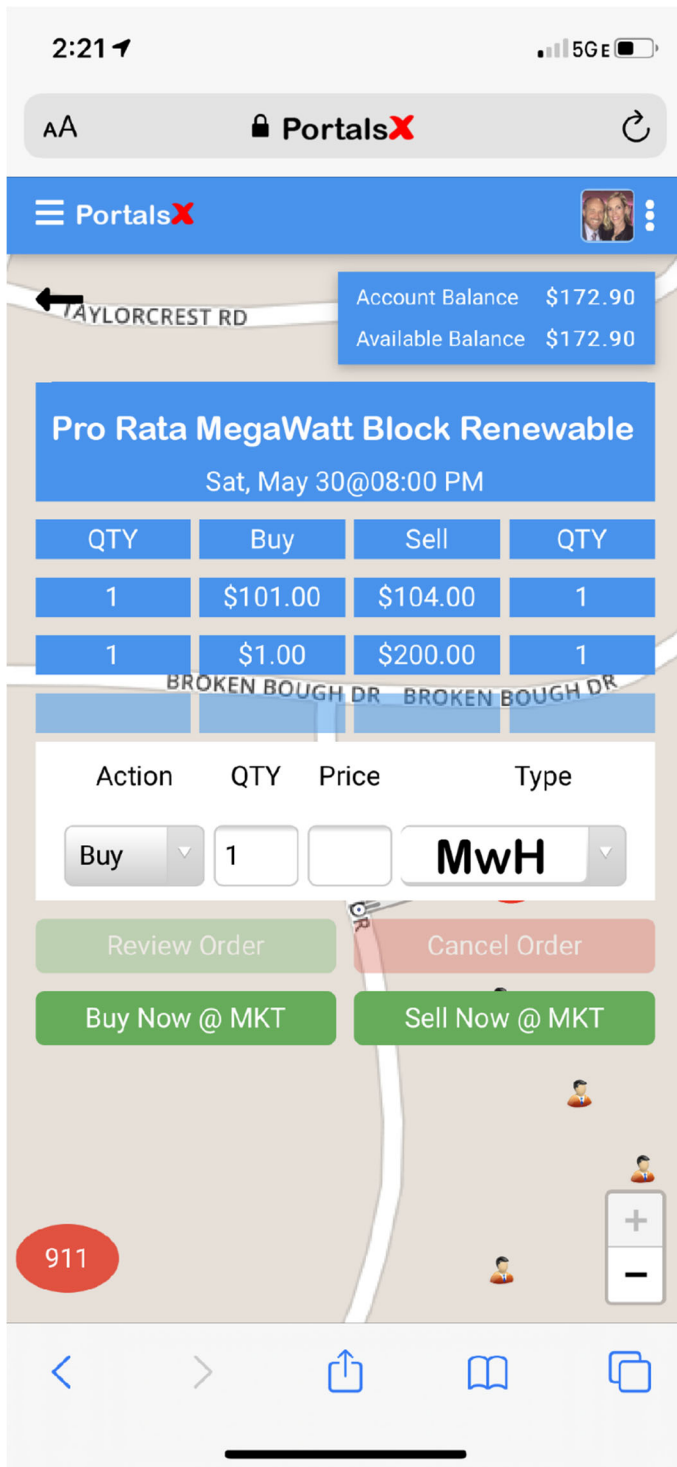 2:21 5GE
AA PortalsX
PortalsX
Account Balance $172.90
Available Balance $172.90
TAYLORCREST RD
Pro Rata MegaWatt Block Renewable
Sat, May 30@08:00 PM
QTY Buy Sell QTY
1 $101.00 $104.00 1
1 $1.00 $200.00 1
BROKEN BOUGH DR BROKEN BOUGH DR
Action QTY Price Type
Buy 1 MwH
DR
Review Order Cancel Order
Buy Now @ MKT Sell Now @ MKT
911
+
−